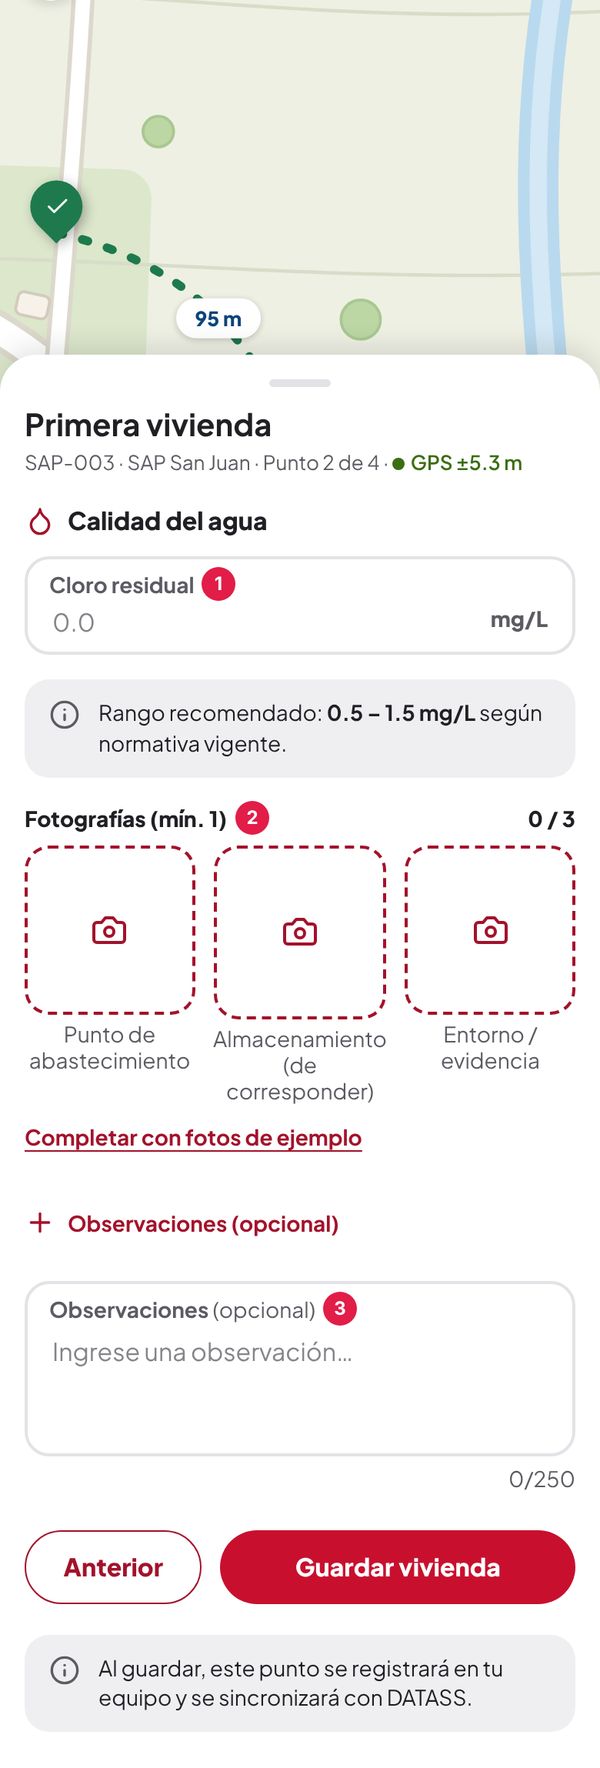 95 m
Primera vivienda
SAP-003 · SAP San Juan · Punto 2 de 4 · ● GPS ±5.3 m
Calidad del agua
Cloro residual 1
0.0 mg/L
Rango recomendado: 0.5 – 1.5 mg/L según
normativa vigente.
Fotografías (mín. 1) 2 0 / 3
Punto de
abastecimiento
Almacenamiento
(de
corresponder)
Entorno /
evidencia
Completar con fotos de ejemplo
+ Observaciones (opcional)
Observaciones (opcional) 3
Ingrese una observación...
0/250
Anterior
Guardar vivienda
Al guardar, este punto se registrará en tu
equipo y se sincronizará con DATASS.